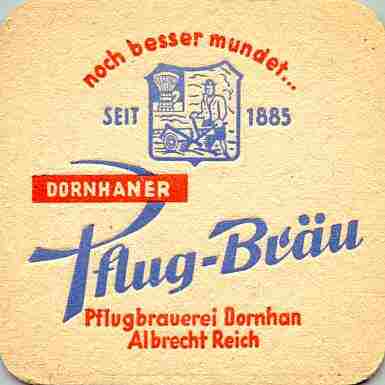 noch besser mundet...
SEIT 1885
DORNHANER
Pflug-Bräu
Pflugbrauerei Dornhan
Albrecht Reich